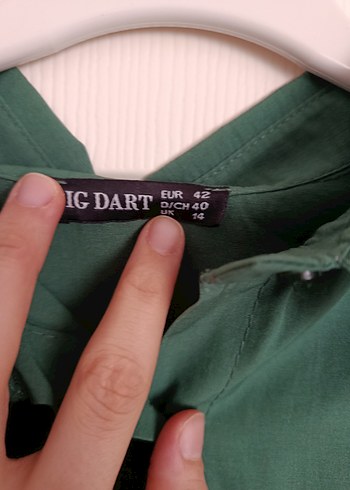 IG DART
EUR 42
D/CH 40
UK 14